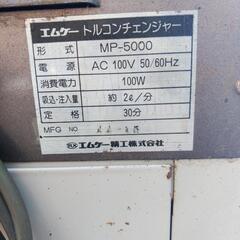 エムケー トルコンチェンジャー
形式 MP-5000
電源 AC 100V 50/60Hz
消費電力 100W
吸込・注入量 約 2ℓ/分
定格 30分
MFG NO
エムケー精工株式会社